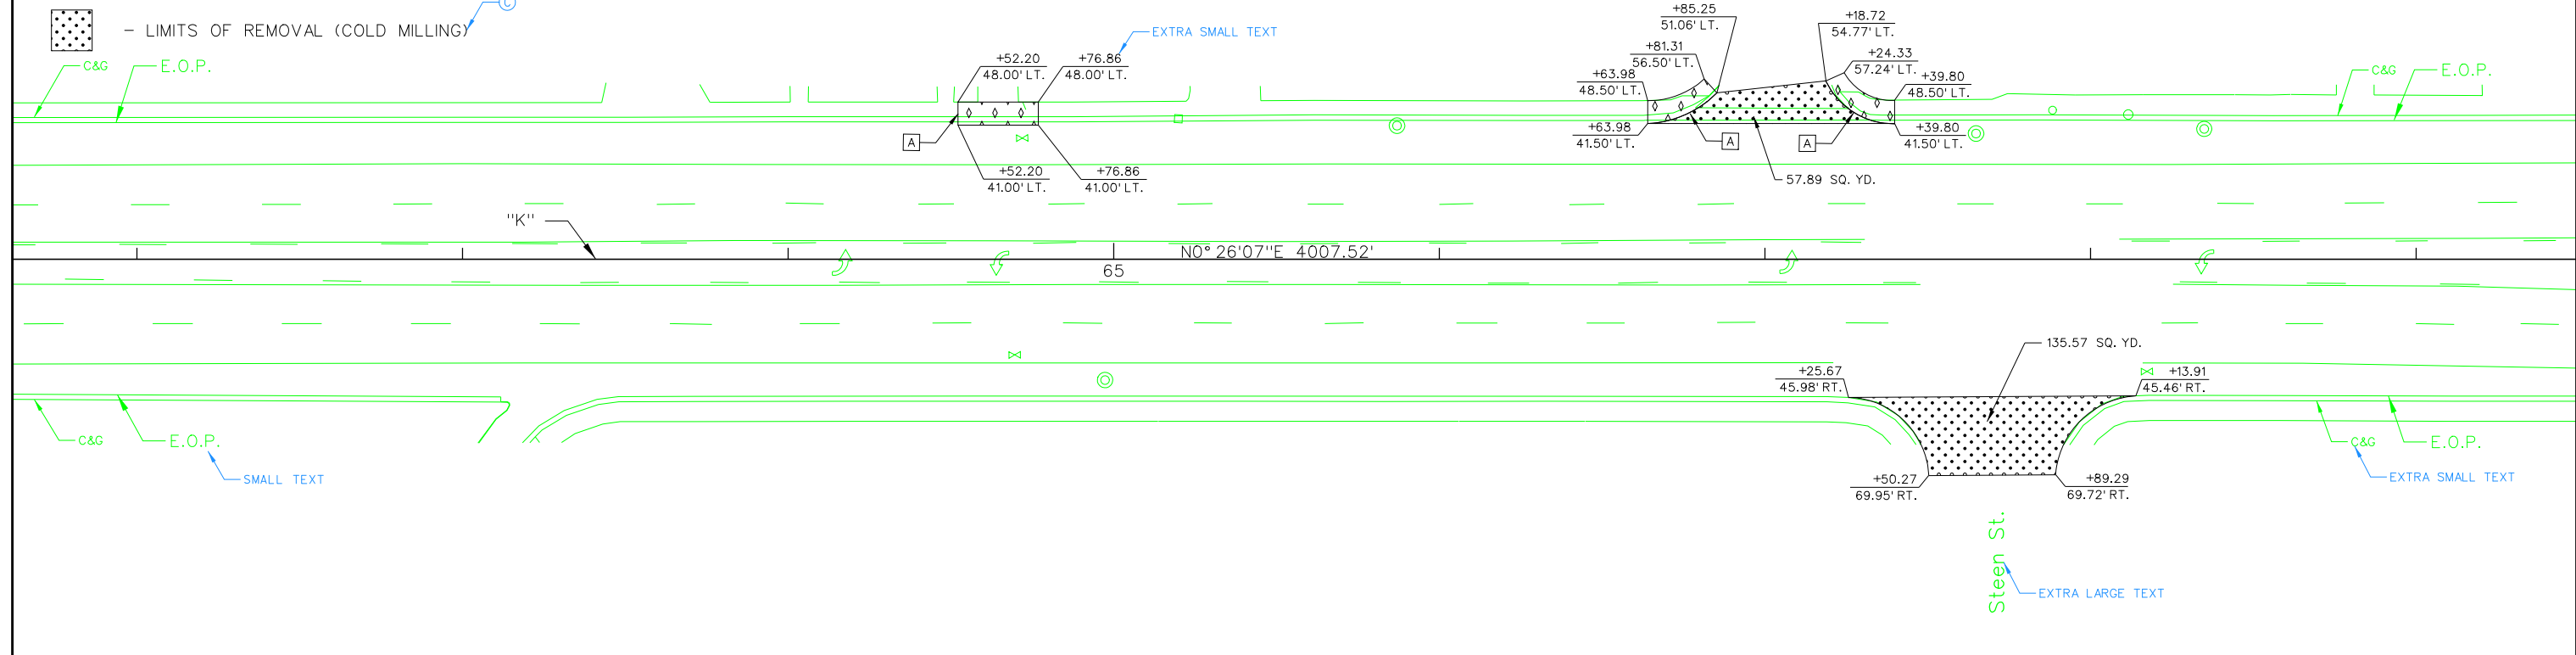 C
- LIMITS OF REMOVAL (COLD MILLING)
C&G
E.O.P.
+52.20
48.00' LT.
+76.86
48.00' LT.
EXTRA SMALL TEXT
+85.25
51.06' LT.
+81.31
56.50' LT.
+63.98
48.50' LT.
+18.72
54.77' LT.
+24.33
57.24' LT.
+39.80
48.50' LT.
C&G
E.O.P.
A
+52.20
41.00' LT.
+76.86
41.00' LT.
+63.98
41.50' LT.
A
A
+39.80
41.50' LT.
57.89 SQ. YD.
"K"
N0° 26'07"E 4007.52'
65
135.57 SQ. YD.
+25.67
45.98' RT.
+13.91
45.46' RT.
C&G
E.O.P.
SMALL TEXT
C&G
E.O.P.
EXTRA SMALL TEXT
+50.27
69.95' RT.
+89.29
69.72' RT.
Steen St.
EXTRA LARGE TEXT